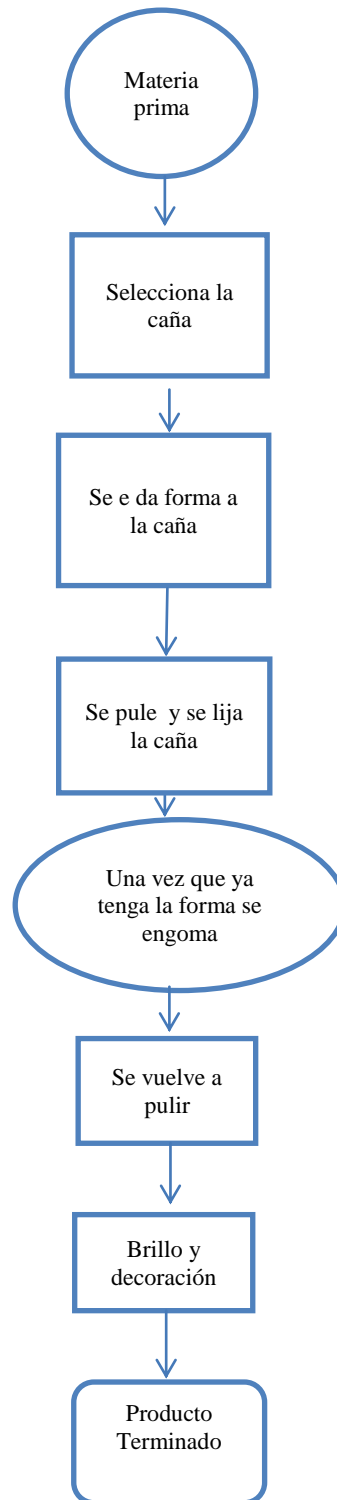 Materia
prima
Selecciona la
caña
Se e da forma a
la caña
Se pule y se lija
la caña
Una vez que ya
tenga la forma se
engoma
Se vuelve a
pulir
Brillo y
decoración
Producto
Terminado